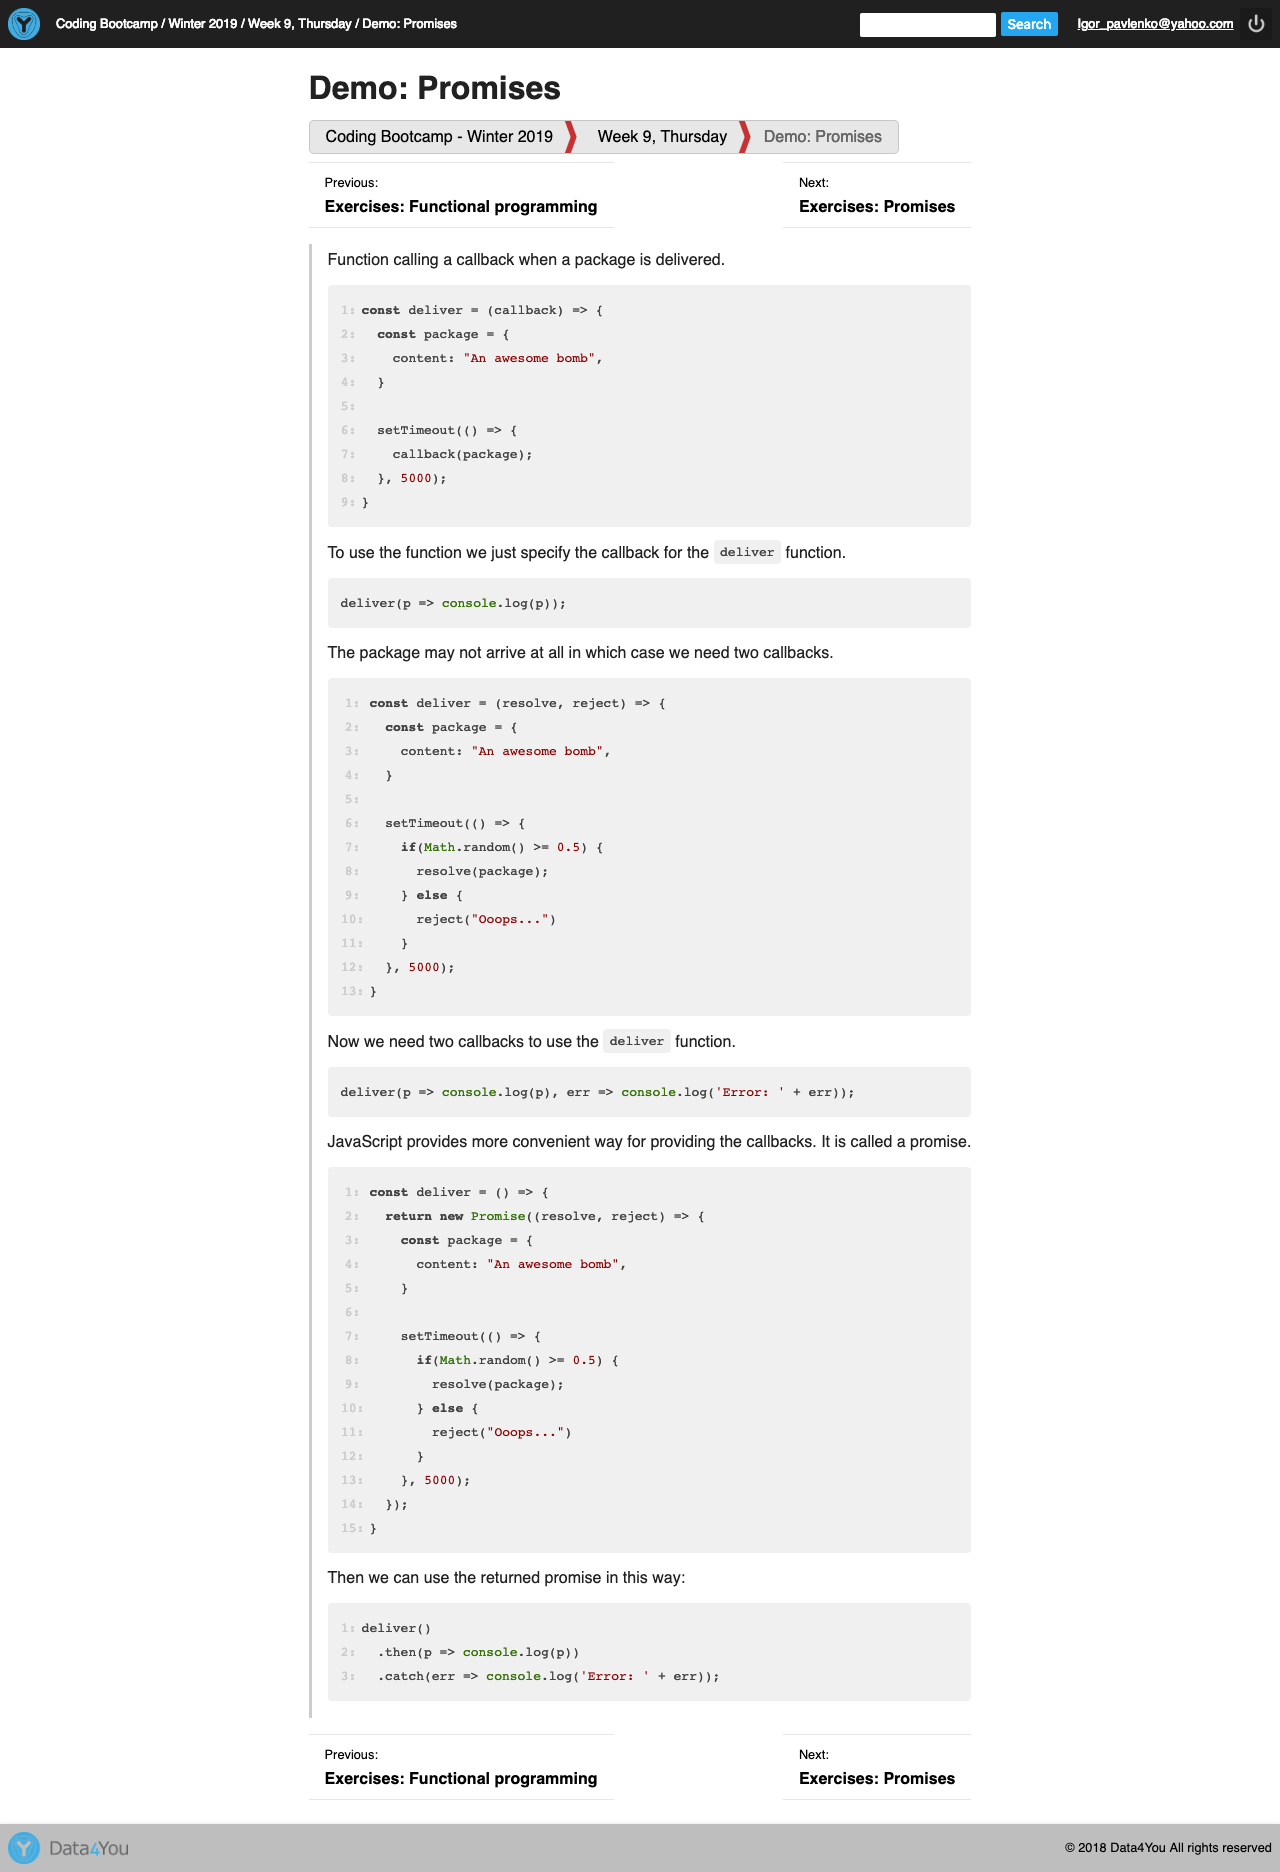 Coding Bootcamp / Winter 2019 / Week 9, Thursday / Demo: Promises
Search
Igor_pavlenko@yahoo.com
Demo: Promises
Coding Bootcamp - Winter 2019
Week 9, Thursday
Demo: Promises
Previous:
Exercises: Functional programming
Next:
Exercises: Promises
Function calling a callback when a package is delivered.
1: const deliver = (callback) => {
2:   const package = {
3:     content: "An awesome bomb",
4:   }
5:
6:   setTimeout(() => {
7:     callback(package);
8:   }, 5000);
9: }
To use the function we just specify the callback for the deliver function.
deliver(p => console.log(p));
The package may not arrive at all in which case we need two callbacks.
1: const deliver = (resolve, reject) => {
2:   const package = {
3:     content: "An awesome bomb",
4:   }
5:
6:   setTimeout(() => {
7:     if(Math.random() >= 0.5) {
8:       resolve(package);
9:     } else {
10:       reject("Ooops...")
11:     }
12:   }, 5000);
13: }
Now we need two callbacks to use the deliver function.
deliver(p => console.log(p), err => console.log('Error: ' + err));
JavaScript provides more convenient way for providing the callbacks. It is called a promise.
1: const deliver = () => {
2:   return new Promise((resolve, reject) => {
3:     const package = {
4:       content: "An awesome bomb",
5:     }
6:
7:     setTimeout(() => {
8:       if(Math.random() >= 0.5) {
9:         resolve(package);
10:       } else {
11:         reject("Ooops...")
12:       }
13:     }, 5000);
14:   });
15: }
Then we can use the returned promise in this way:
1: deliver()
2:   .then(p => console.log(p))
3:   .catch(err => console.log('Error: ' + err));
Previous:
Exercises: Functional programming
Next:
Exercises: Promises
Data4You
© 2018 Data4You All rights reserved